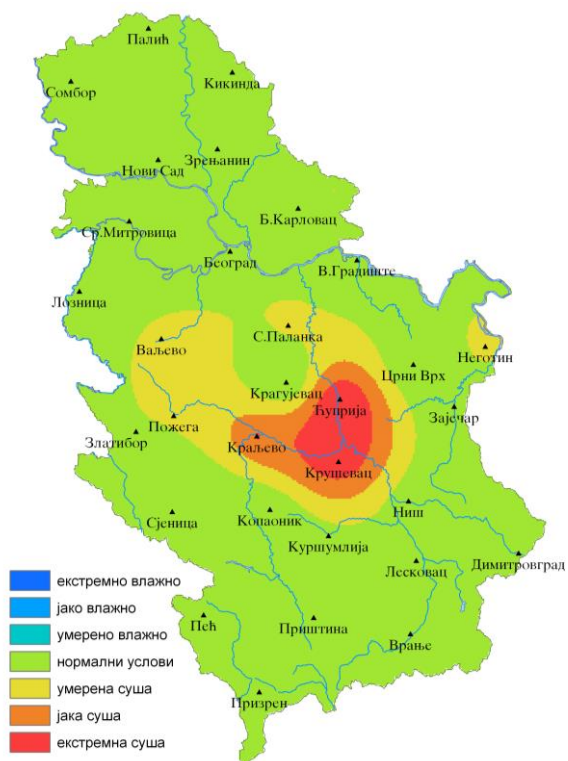 Палић
Кикинда
Сомбор
Зрењанин
Нови Сад
Б.Карловац
Ср.Митровица
Београд
В.Градиште
Лозница
С.Паланка
Ваљево
Неготин
Црни Врх
Крагујевац
Ћуприја
Зајечар
Пожега
Златибор
Краљево
Крушевац
Ниш
Копаоник
Сјеница
Куршумлија
Димитровград
Лесковац
Пећ
Приштина
Врање
Призрен
екстремно влажно
јако влажно
умерено влажно
нормални услови
умерена суша
јака суша
екстремна суша